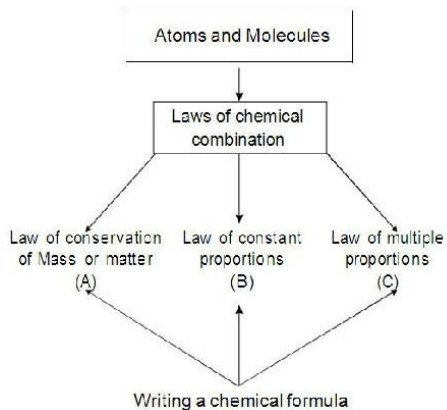 Atoms and Molecules
Laws of chemical
combination
Law of conservation
of Mass or matter
(A)
Law of constant
proportions
(B)
Law of multiple
proportions
(C)
Writing a chemical formula